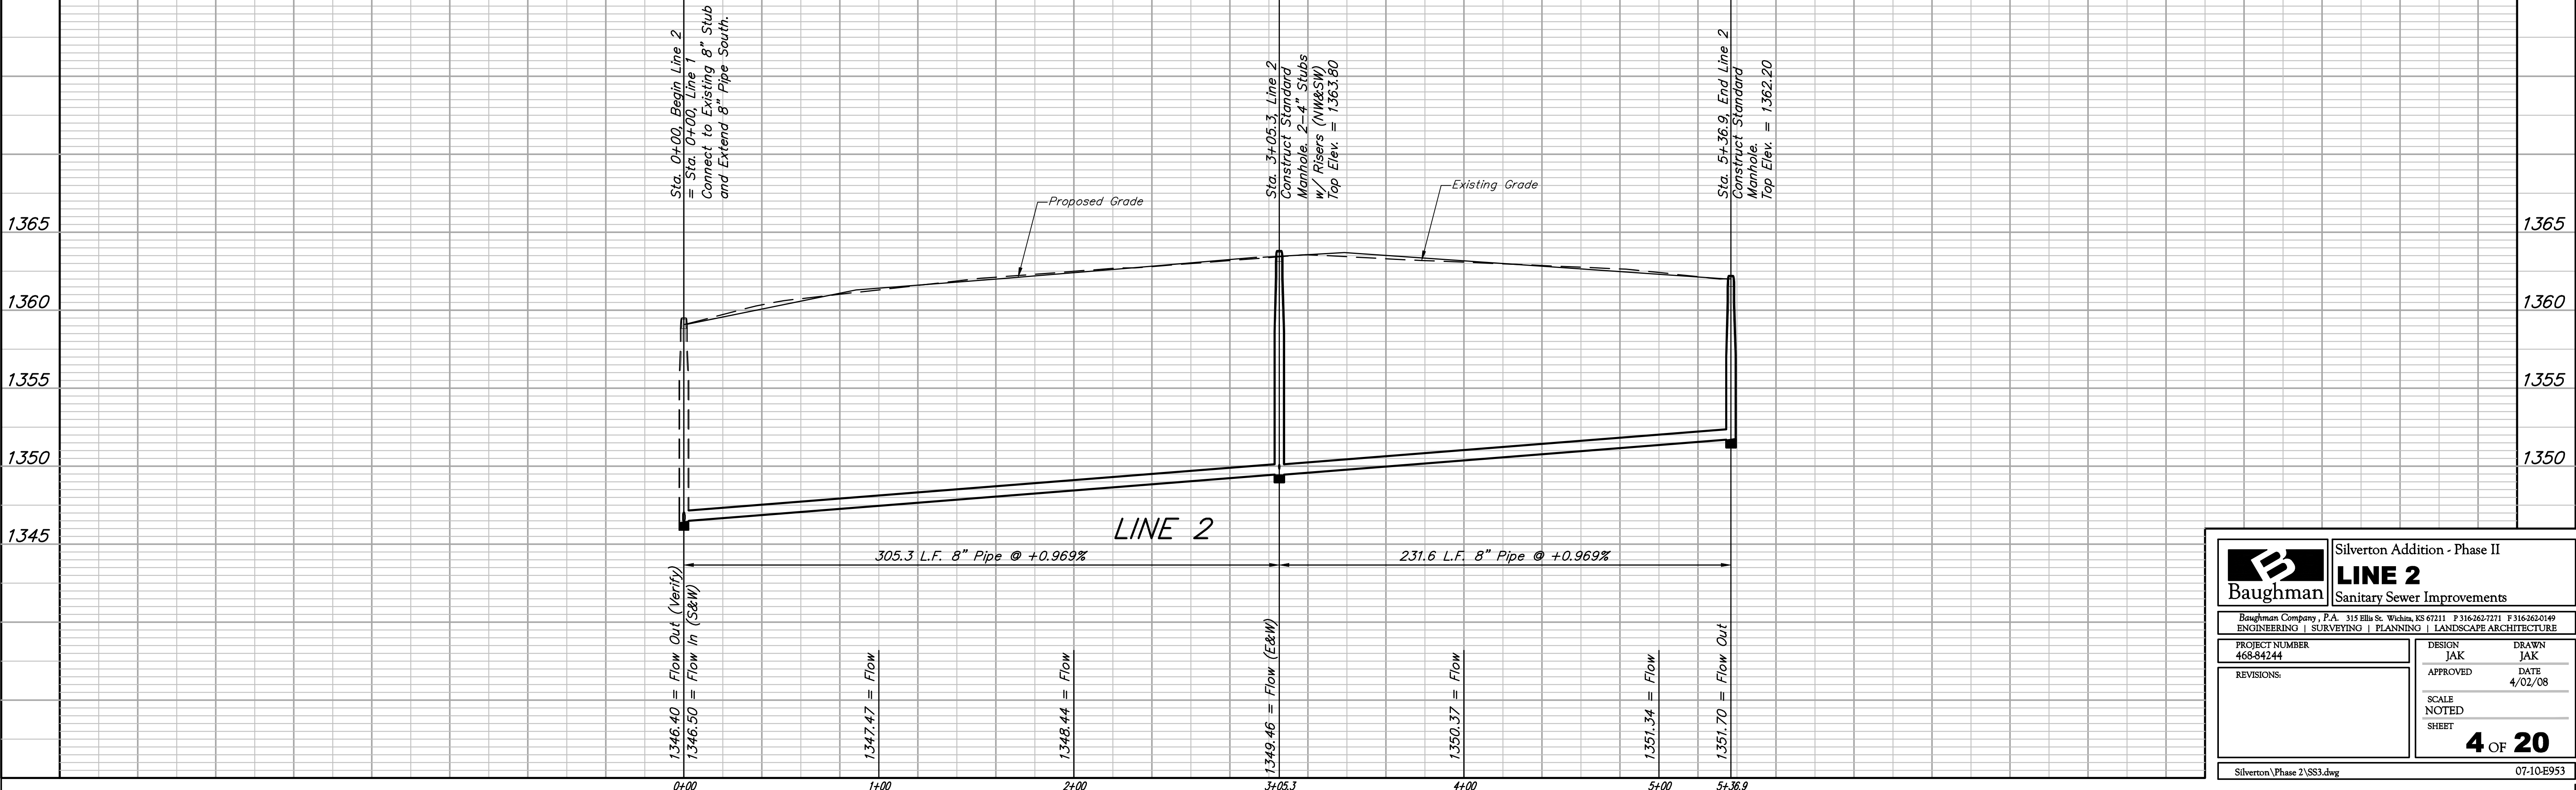 Sta. 0+00, Begin Line 2
= Sta. 0+00, Line 1
Connect to Existing 8" Stub
and Extend 8" Pipe South.
Sta. 3+05.3, Line 2
Construct Standard
Manhole. 2-4" Stubs
w/ Risers (NW&SW)
Top Elev. = 1363.80
Sta. 5+36.9, End Line 2
Construct Standard
Manhole.
Top Elev. = 1362.20
Proposed Grade
Existing Grade
1365
1360
1355
1350
1345
1365
1360
1355
1350
LINE 2
305.3 L.F. 8" Pipe @ +0.969%
231.6 L.F. 8" Pipe @ +0.969%
1346.40 = Flow Out (Verify)
1346.50 = Flow In (S&W)
1347.47 = Flow
1348.44 = Flow
1349.46 = Flow (E&W)
1350.37 = Flow
1351.34 = Flow
1351.70 = Flow Out
0+00
1+00
2+00
3+05.3
4+00
5+00
5+36.9
B
Baughman
Silverton Addition - Phase II
LINE 2
Sanitary Sewer Improvements
Baughman Company, P.A. 315 Ellis St. Wichita, KS 67211 P 316-262-7271 F 316-262-0149
ENGINEERING | SURVEYING | PLANNING | LANDSCAPE ARCHITECTURE
PROJECT NUMBER
468-84244
REVISIONS:
DESIGN
JAK
DRAWN
JAK
APPROVED
DATE
4/02/08
SCALE
NOTED
SHEET
4 OF 20
Silverton\Phase 2\SS3.dwg
07-10-E953